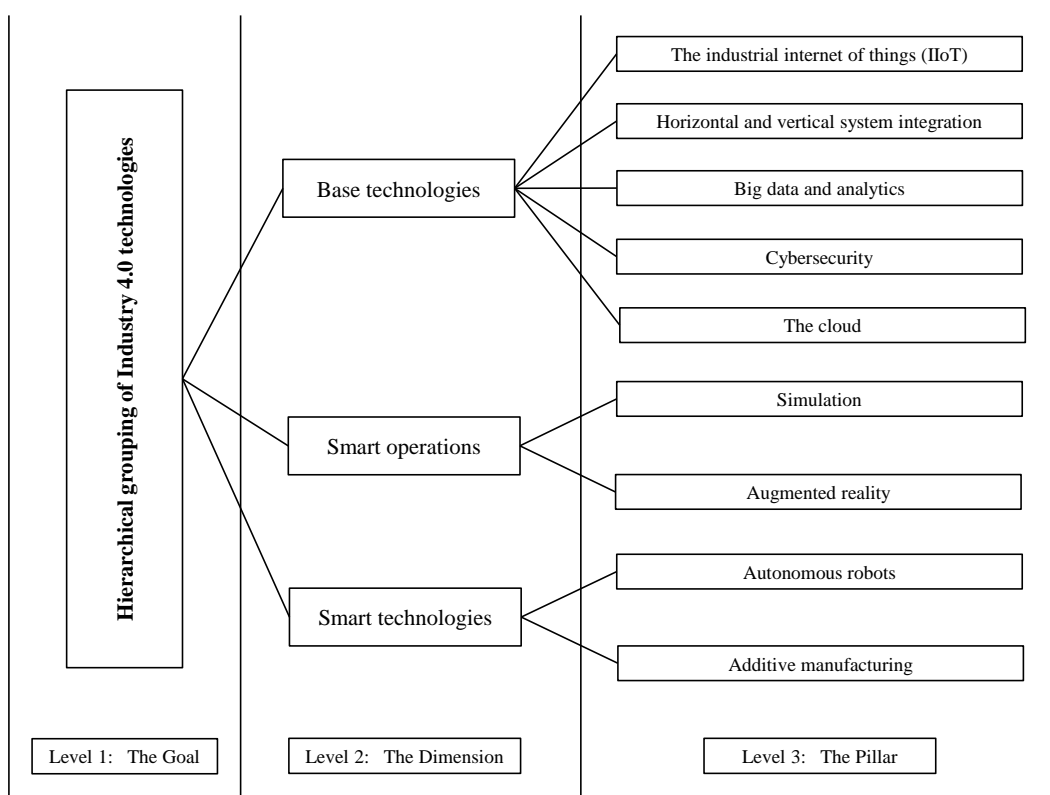 Hierarchical grouping of Industry 4.0 technologies
Base technologies
Smart operations
Smart technologies
The industrial internet of things (IIoT)
Horizontal and vertical system integration
Big data and analytics
Cybersecurity
The cloud
Simulation
Augmented reality
Autonomous robots
Additive manufacturing
Level 1: The Goal
Level 2: The Dimension
Level 3: The Pillar